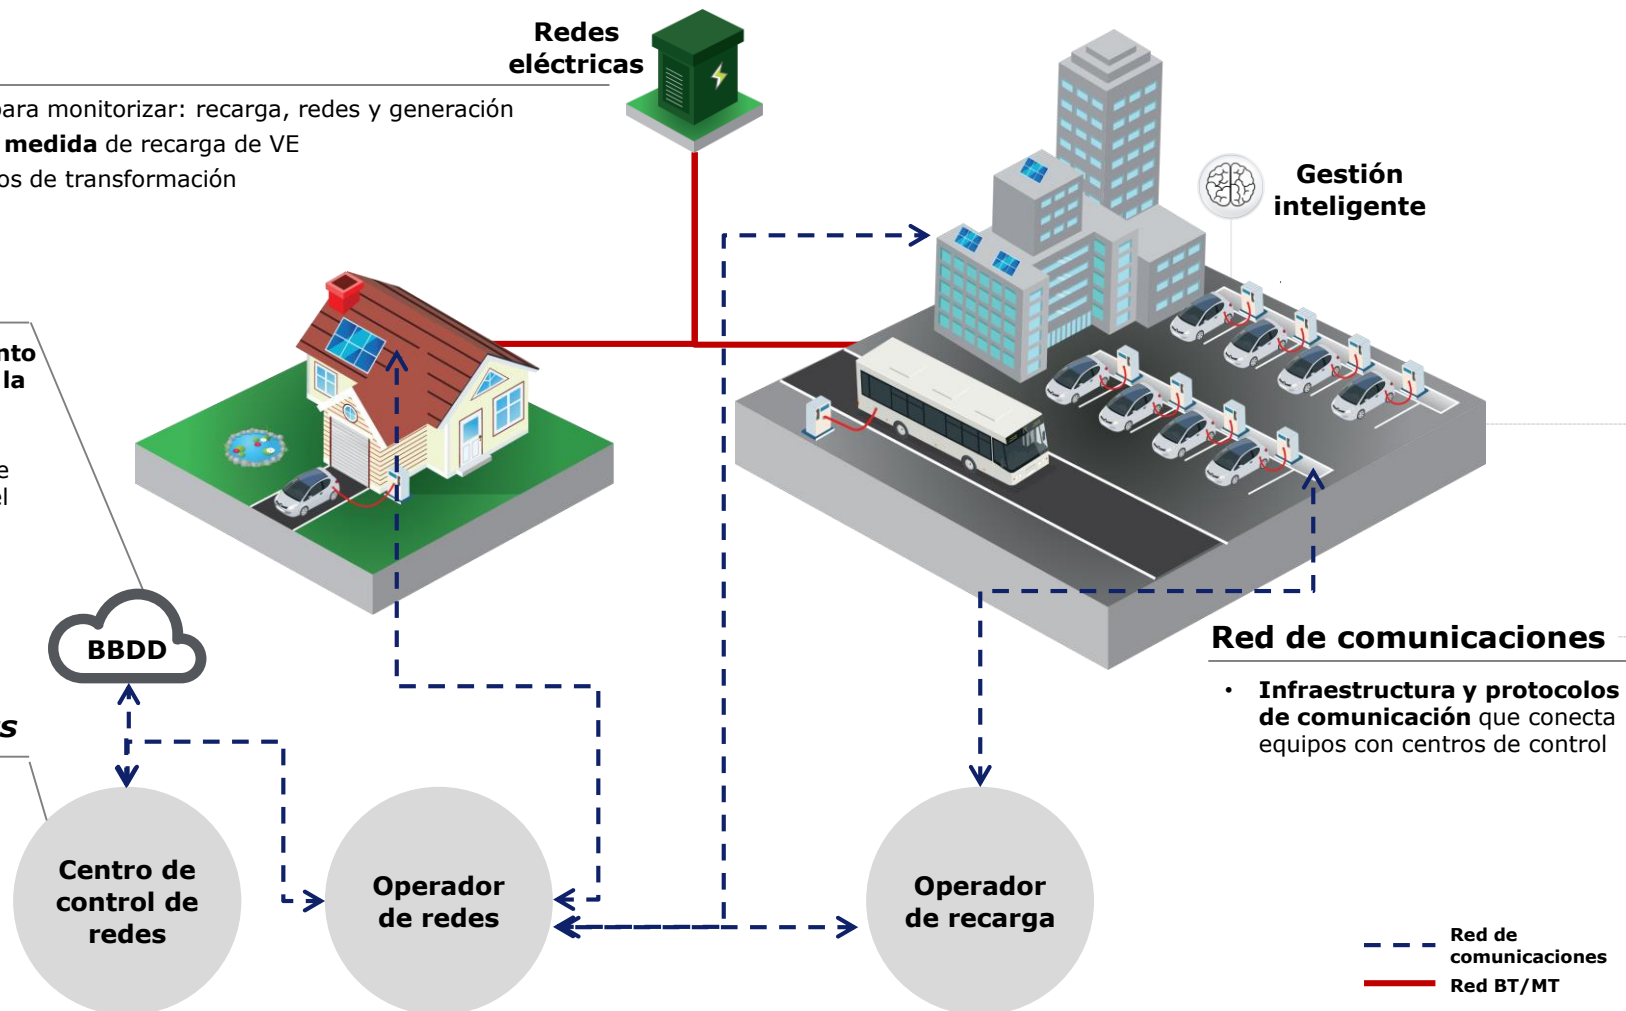 Redes
eléctricas
para monitorizar: recarga, redes y generación
medida de recarga de VE
os de transformación
Gestión
inteligente
nto
la
e
el
BBDD
s
Red de comunicaciones
• Infraestructura y protocolos
de comunicación que conecta
equipos con centros de control
Centro de
control de
redes
Operador
de redes
Operador
de recarga
Red de
comunicaciones
Red BT/MT